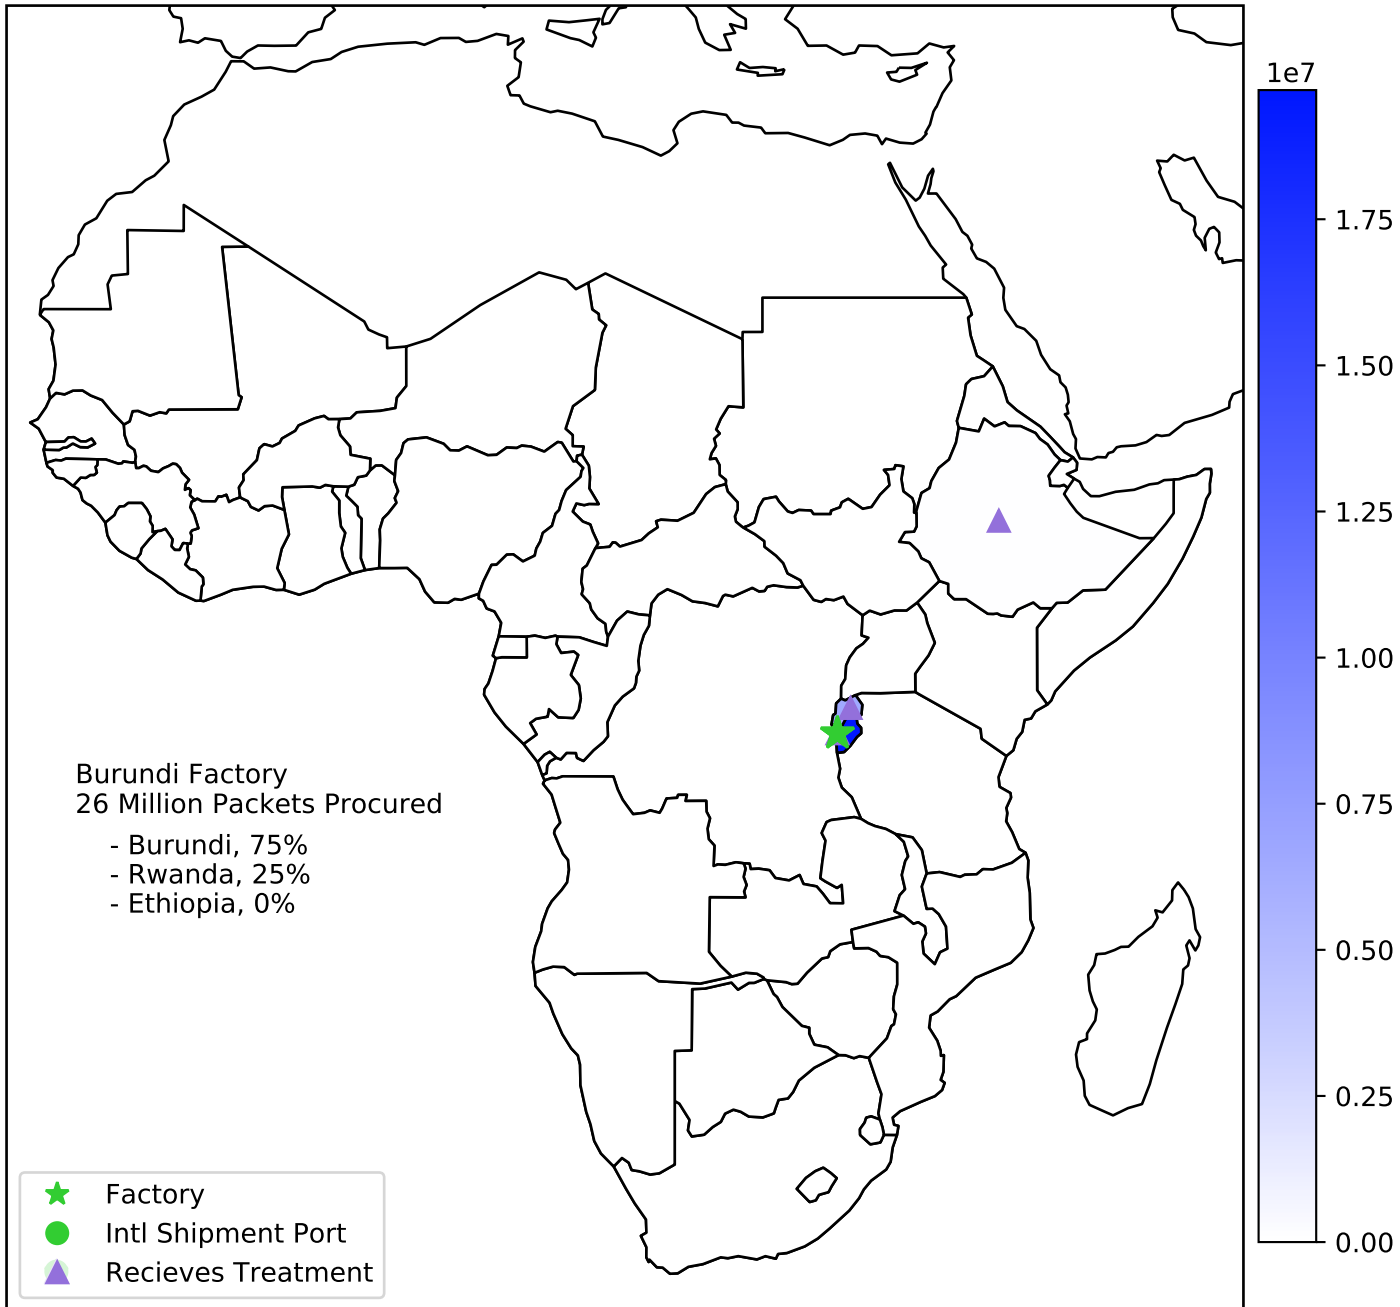 1e7
1.75
1.50
1.25
1.00
0.75
0.50
0.25
0.00
Burundi Factory
26 Million Packets Procured
- Burundi, 75%
- Rwanda, 25%
- Ethiopia, 0%
Factory
Intl Shipment Port
Recieves Treatment